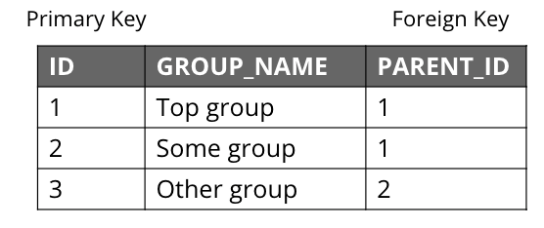 Primary Key Foreign Key
ID GROUP_NAME PARENT_ID
1 Top group 1
2 Some group 1
3 Other group 2